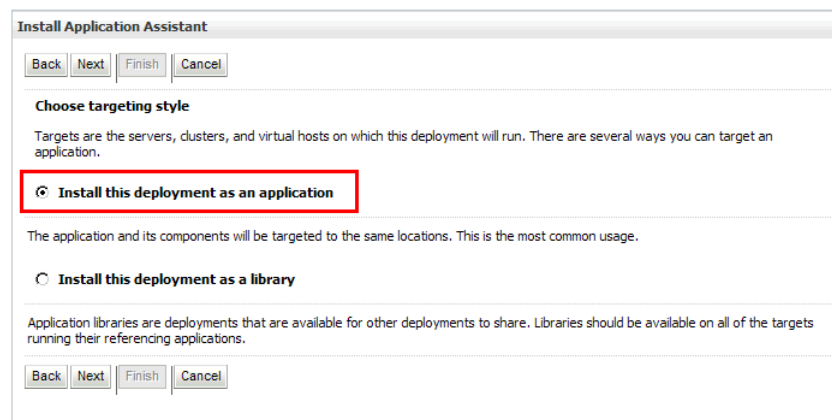 Install Application Assistant
Back Next Finish Cancel
Choose targeting style
Targets are the servers, clusters, and virtual hosts on which this deployment will run. There are several ways you can target an
application.
Install this deployment as an application
The application and its components will be targeted to the same locations. This is the most common usage.
Install this deployment as a library
Application libraries are deployments that are available for other deployments to share. Libraries should be available on all of the targets
running their referencing applications.
Back Next Finish Cancel